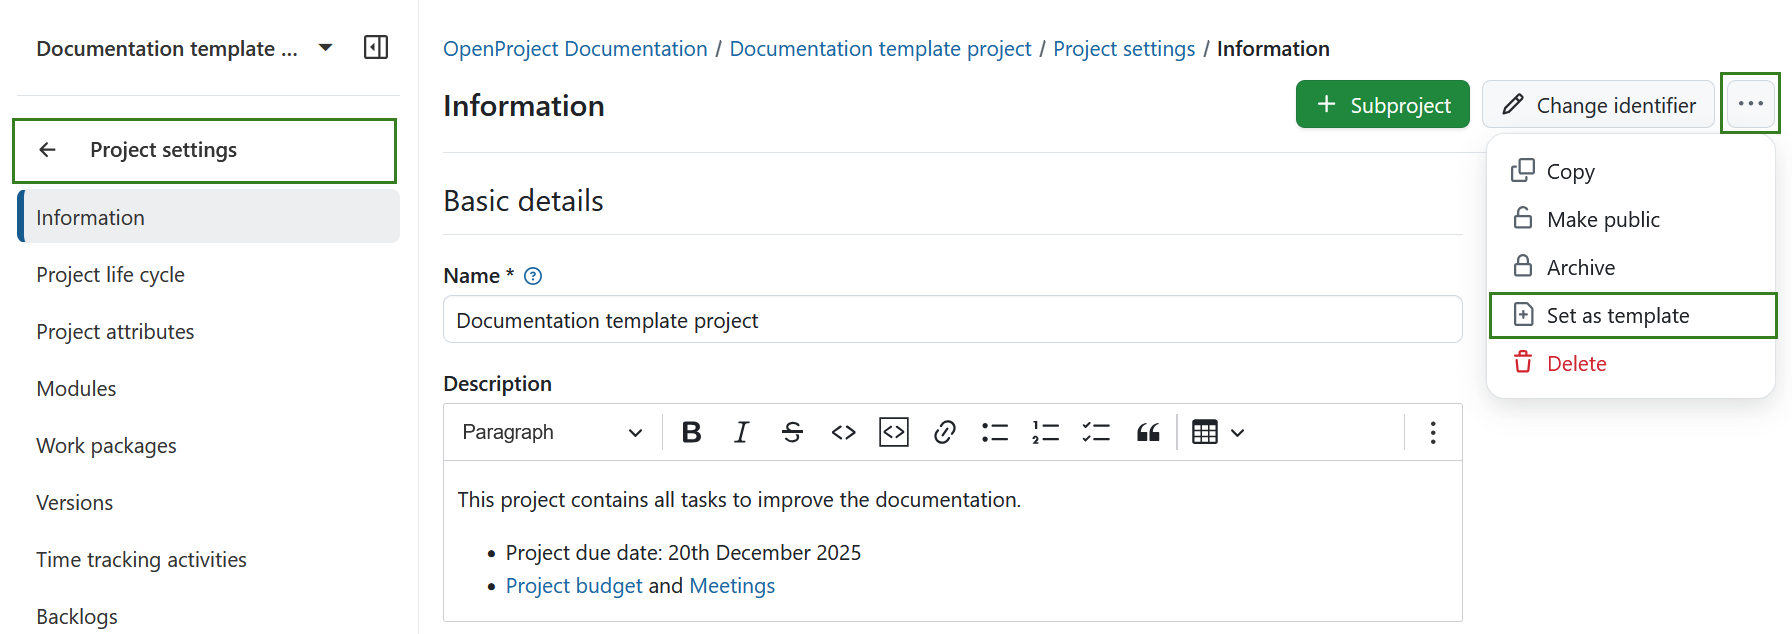 Documentation template ...
Project settings
Information
Project life cycle
Project attributes
Modules
Work packages
Versions
Time tracking activities
Backlogs
OpenProject Documentation / Documentation template project / Project settings / Information
Information
+ Subproject
Change identifier
...
Copy
Make public
Archive
Set as template
Delete
Basic details
Name * ?
Documentation template project
Description
Paragraph
This project contains all tasks to improve the documentation.
• Project due date: 20th December 2025
• Project budget and Meetings